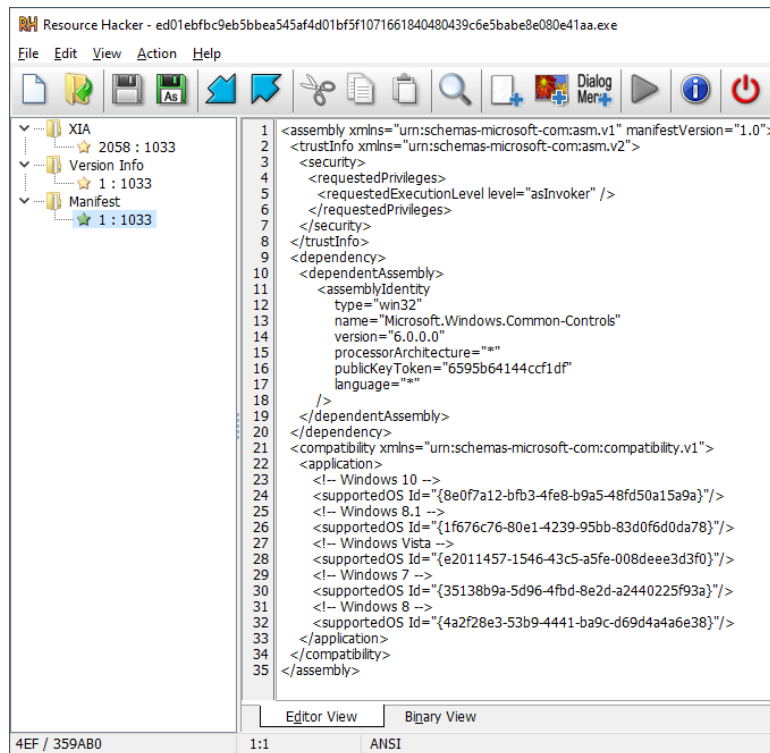 Resource Hacker - ed01ebfbc9eb5bbea545af4d01bf5f1071661840480439c6e5babe8e080e41aa.exe
File Edit View Action Help
As
Dialog
Menu
XIA
2058 : 1033
Version Info
1 : 1033
Manifest
1 : 1033
1 <assembly xmlns="urn:schemas-microsoft-com:asm.v1" manifestVersion="1.0">
2 <trustInfo xmlns="urn:schemas-microsoft-com:asm.v2">
3 <security>
4 <requestedPrivileges>
5 <requestedExecutionLevel level="asInvoker" />
6 </requestedPrivileges>
7 </security>
8 </trustInfo>
9 <dependency>
10 <dependentAssembly>
11 <assemblyIdentity
12 type="win32"
13 name="Microsoft.Windows.Common-Controls"
14 version="6.0.0.0"
15 processorArchitecture="*"
16 publicKeyToken="6595b64144ccf1df"
17 language="*"
18 />
19 </dependentAssembly>
20 </dependency>
21 <compatibility xmlns="urn:schemas-microsoft-com:compatibility.v1">
22 <application>
23 <!-- Windows 10 -->
24 <supportedOS Id="{8e0f7a12-bfb3-4fe8-b9a5-48fd50a15a9a}"/>
25 <!-- Windows 8.1 -->
26 <supportedOS Id="{1f676c76-80e1-4239-95bb-83d0f6d0da78}"/>
27 <!-- Windows Vista -->
28 <supportedOS Id="{e2011457-1546-43c5-a5fe-008deee3d3f0}"/>
29 <!-- Windows 7 -->
30 <supportedOS Id="{35138b9a-5d96-4fbd-8e2d-a2440225f93a}"/>
31 <!-- Windows 8 -->
32 <supportedOS Id="{4a2f28e3-53b9-4441-ba9c-d69d4a4a6e38}"/>
33 </application>
34 </compatibility>
35 </assembly>
Editor View Binary View
4EF / 359AB0 1:1 ANSI